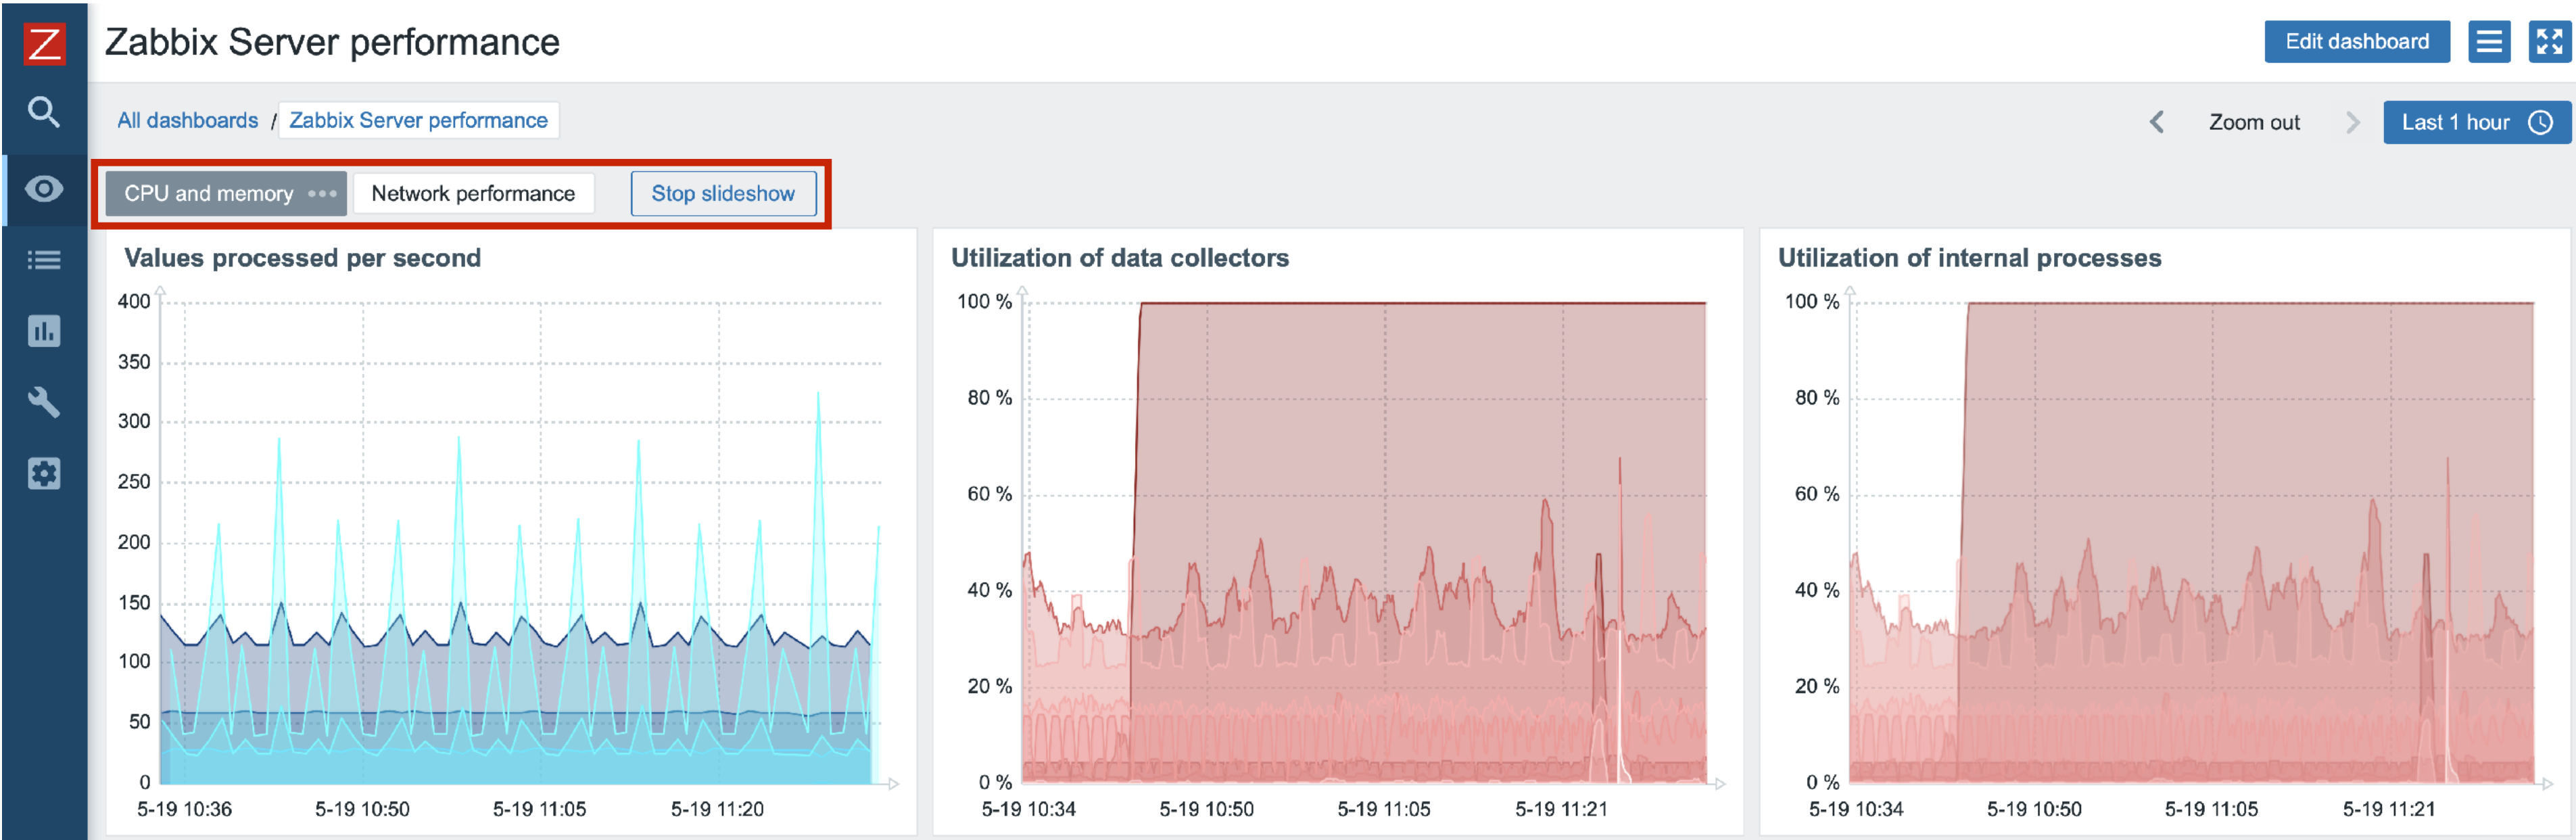 Z
Zabbix Server performance
Edit dashboard
All dashboards / Zabbix Server performance
Zoom out
Last 1 hour
CPU and memory
Network performance
Stop slideshow
Values processed per second
400
350
300
250
200
150
100
50
0
5-19 10:36 5-19 10:50 5-19 11:05 5-19 11:20
Utilization of data collectors
100 %
80 %
60 %
40 %
20 %
0 %
5-19 10:34 5-19 10:50 5-19 11:05 5-19 11:21
Utilization of internal processes
100 %
80 %
60 %
40 %
20 %
0 %
5-19 10:34 5-19 10:50 5-19 11:05 5-19 11:21